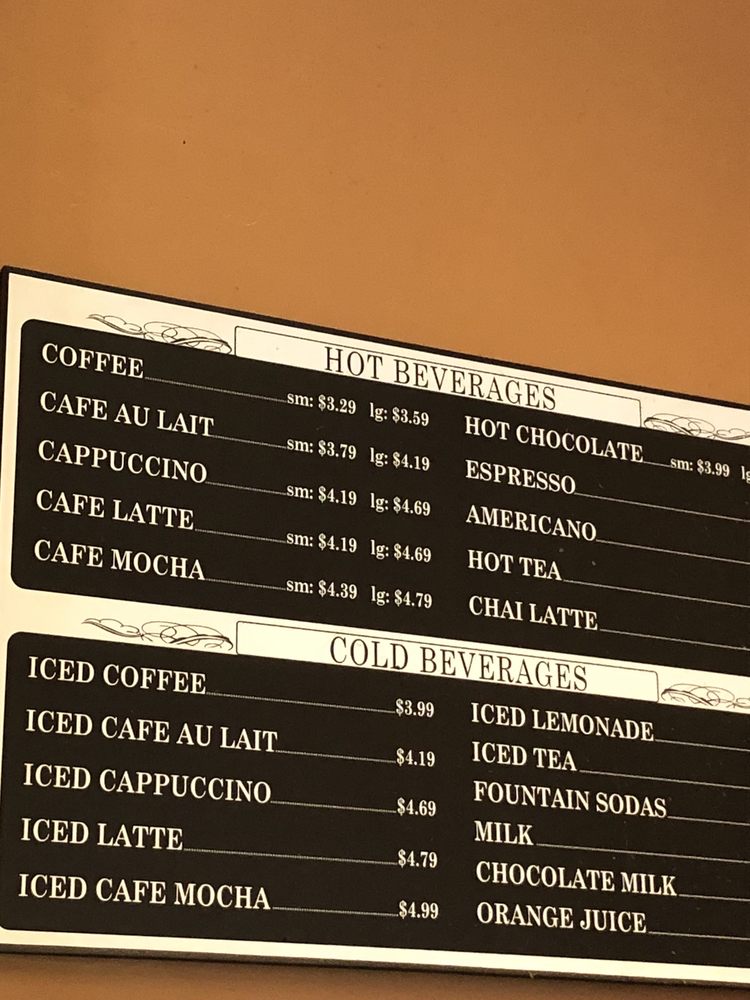 HOT BEVERAGES
COFFEE sm: $3.29 lg: $3.59
CAFE AU LAIT sm: $3.79 lg: $4.19
CAPPUCCINO sm: $4.19 lg: $4.69
CAFE LATTE sm: $4.19 lg: $4.69
CAFE MOCHA sm: $4.39 lg: $4.79
HOT CHOCOLATE sm: $3.99
ESPRESSO
AMERICANO
HOT TEA
CHAI LATTE
COLD BEVERAGES
ICED COFFEE $3.99
ICED CAFE AU LAIT $4.19
ICED CAPPUCCINO $4.69
ICED LATTE $4.79
ICED CAFE MOCHA $4.99
ICED LEMONADE
ICED TEA
FOUNTAIN SODAS
MILK
CHOCOLATE MILK
ORANGE JUICE